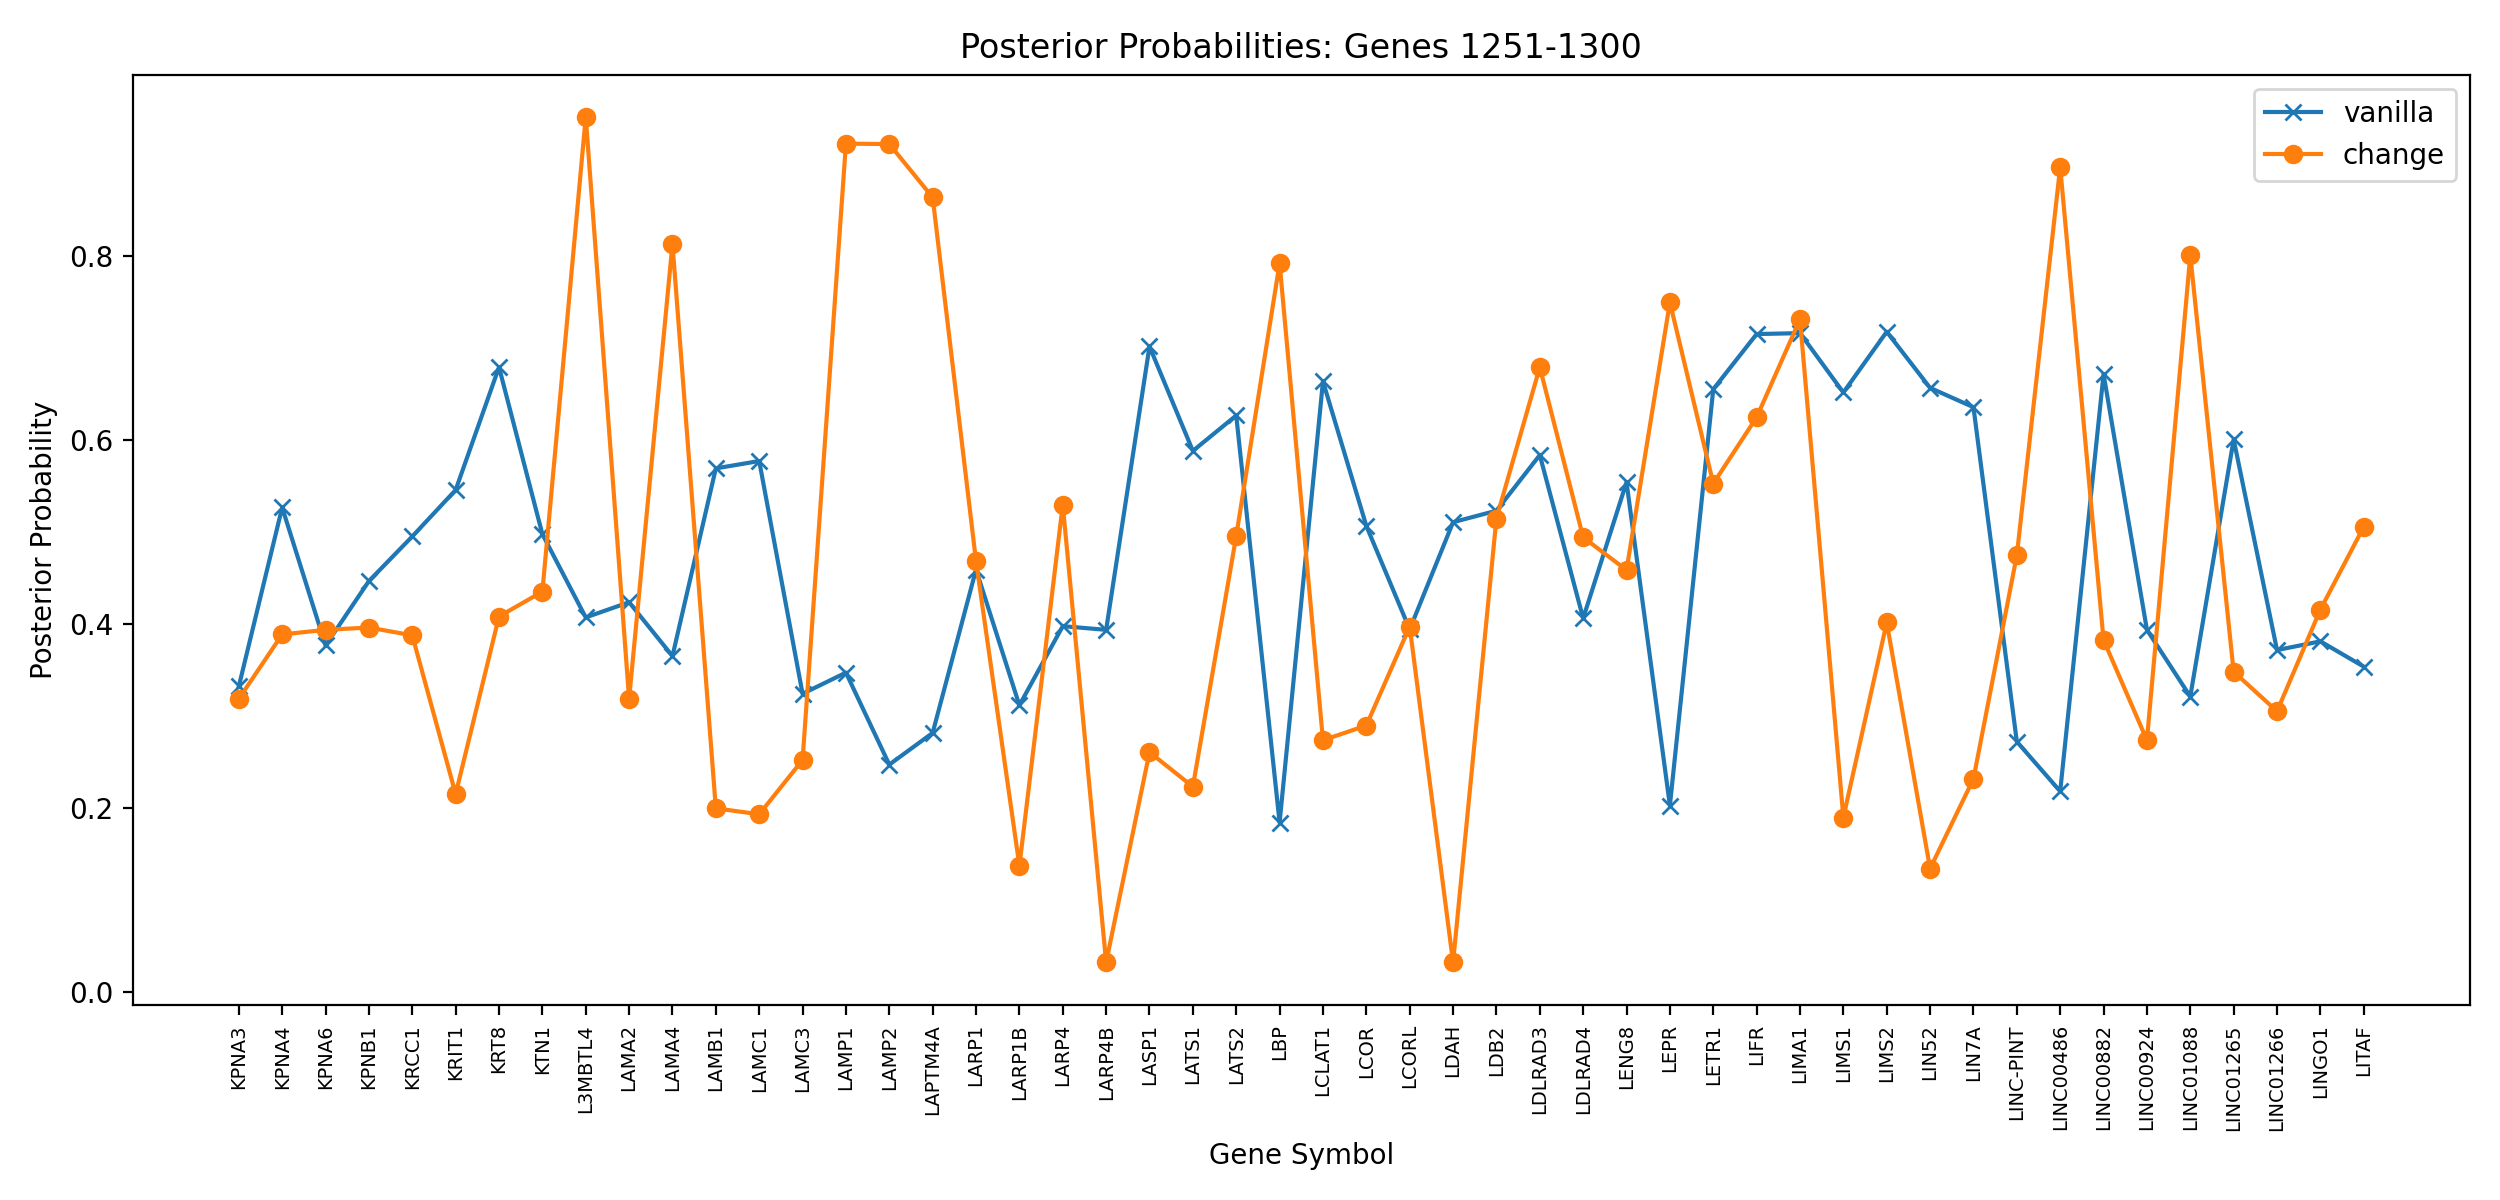 Posterior Probabilities: Genes 1251-1300
vanilla
change
Posterior Probability
0.8
0.6
0.4
0.2
0.0
KPNA3
KPNA4
KPNA6
KPNB1
KRCC1
KRIT1
KRT8
KTN1
L3MBTL4
LAMA2
LAMA4
LAMB1
LAMC1
LAMC3
LAMP1
LAMP2
LAPTM4A
LARP1
LARP1B
LARP4
LARP4B
LASP1
LATS1
LATS2
LBP
LCLAT1
LCOR
LCORL
LDAH
LDB2
LDLRAD3
LDLRAD4
LENG8
LEPR
LETR1
LIFR
LIMA1
LIMS1
LIMS2
LIN52
LIN7A
LINC-PINT
LINC00486
LINC00882
LINC00924
LINC01088
LINC01265
LINC01266
LINGO1
LITAF
Gene Symbol